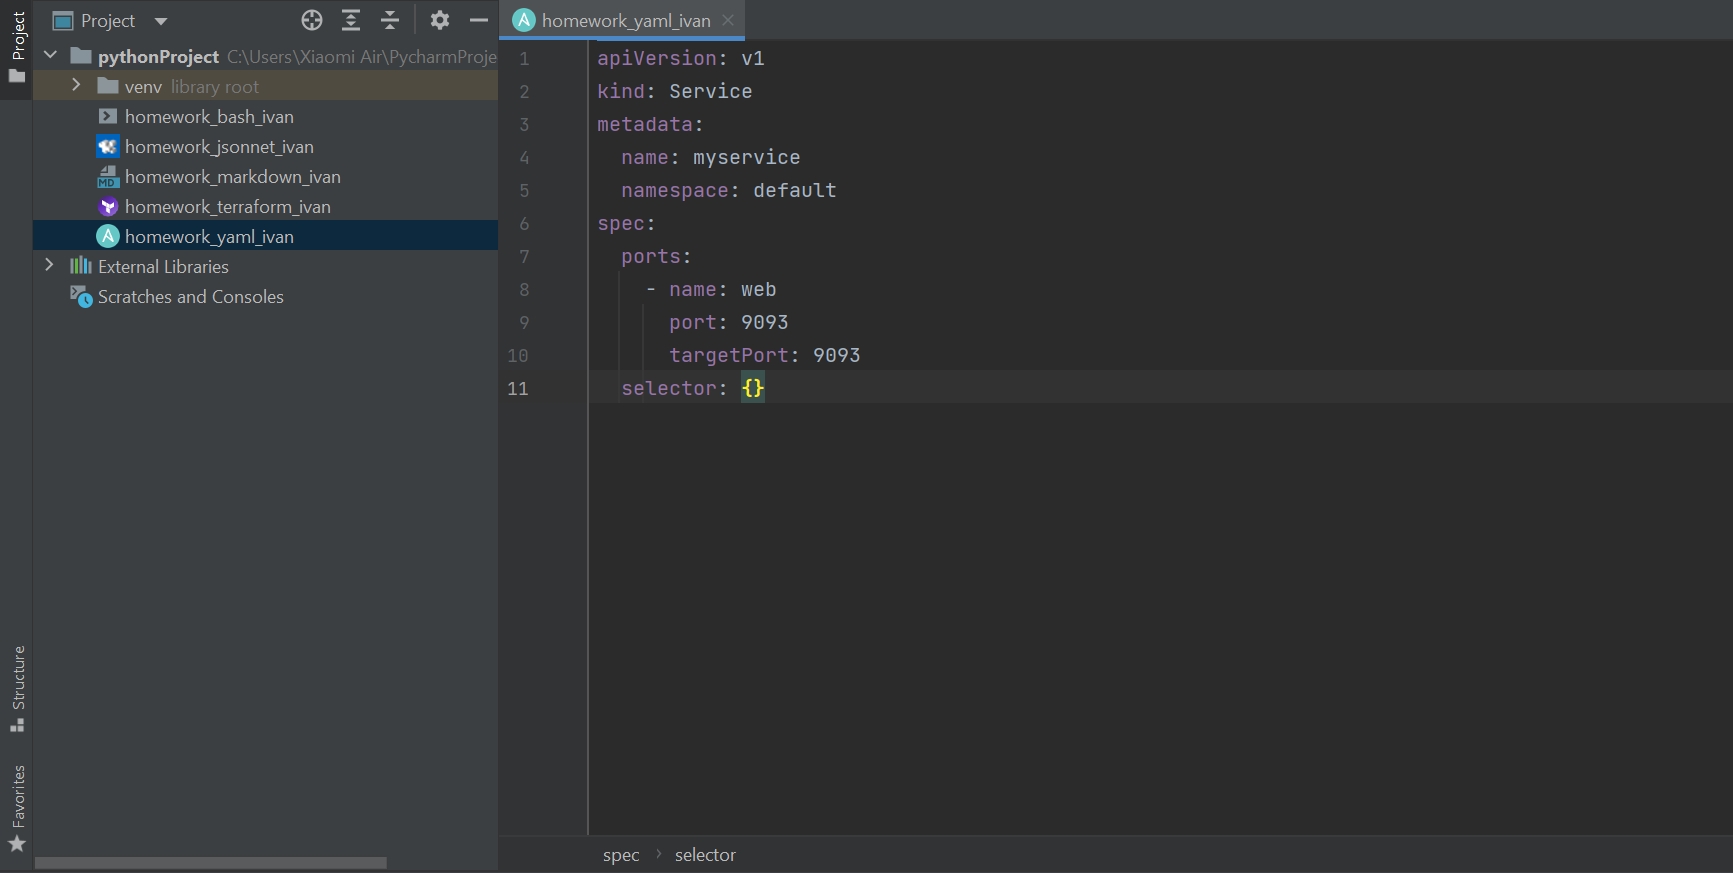 Project
Project
pythonProject C:\Users\Xiaomi Air\PycharmProje
venv library root
homework_bash_ivan
homework_jsonnet_ivan
MD homework_markdown_ivan
homework_terraform_ivan
A homework_yaml_ivan
External Libraries
Scratches and Consoles
Structure
Favorites
A homework_yaml_ivan
1 apiVersion: v1
2 kind: Service
3 metadata:
4   name: myservice
5   namespace: default
6 spec:
7   ports:
8     - name: web
9       port: 9093
10       targetPort: 9093
11   selector: {}
spec › selector